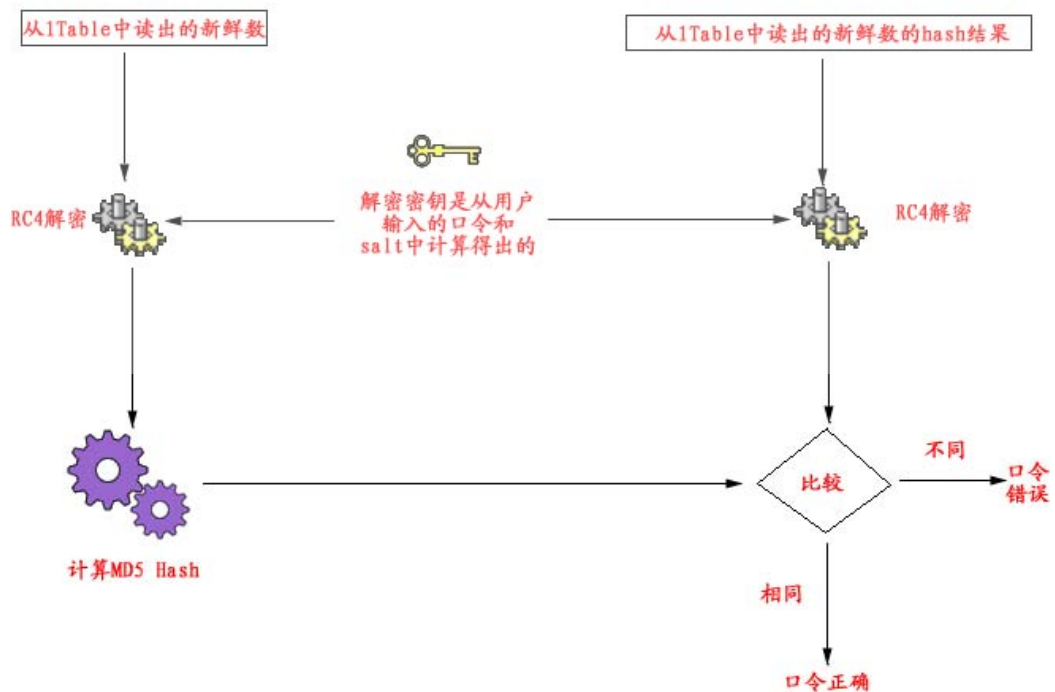 从1Table中读出的新鲜数
从1Table中读出的新鲜数的hash结果
RC4解密
解密密钥是从用户
输入的口令和
salt中计算得出的
RC4解密
计算MD5 Hash
比较
不同
口令
错误
相同
口令正确